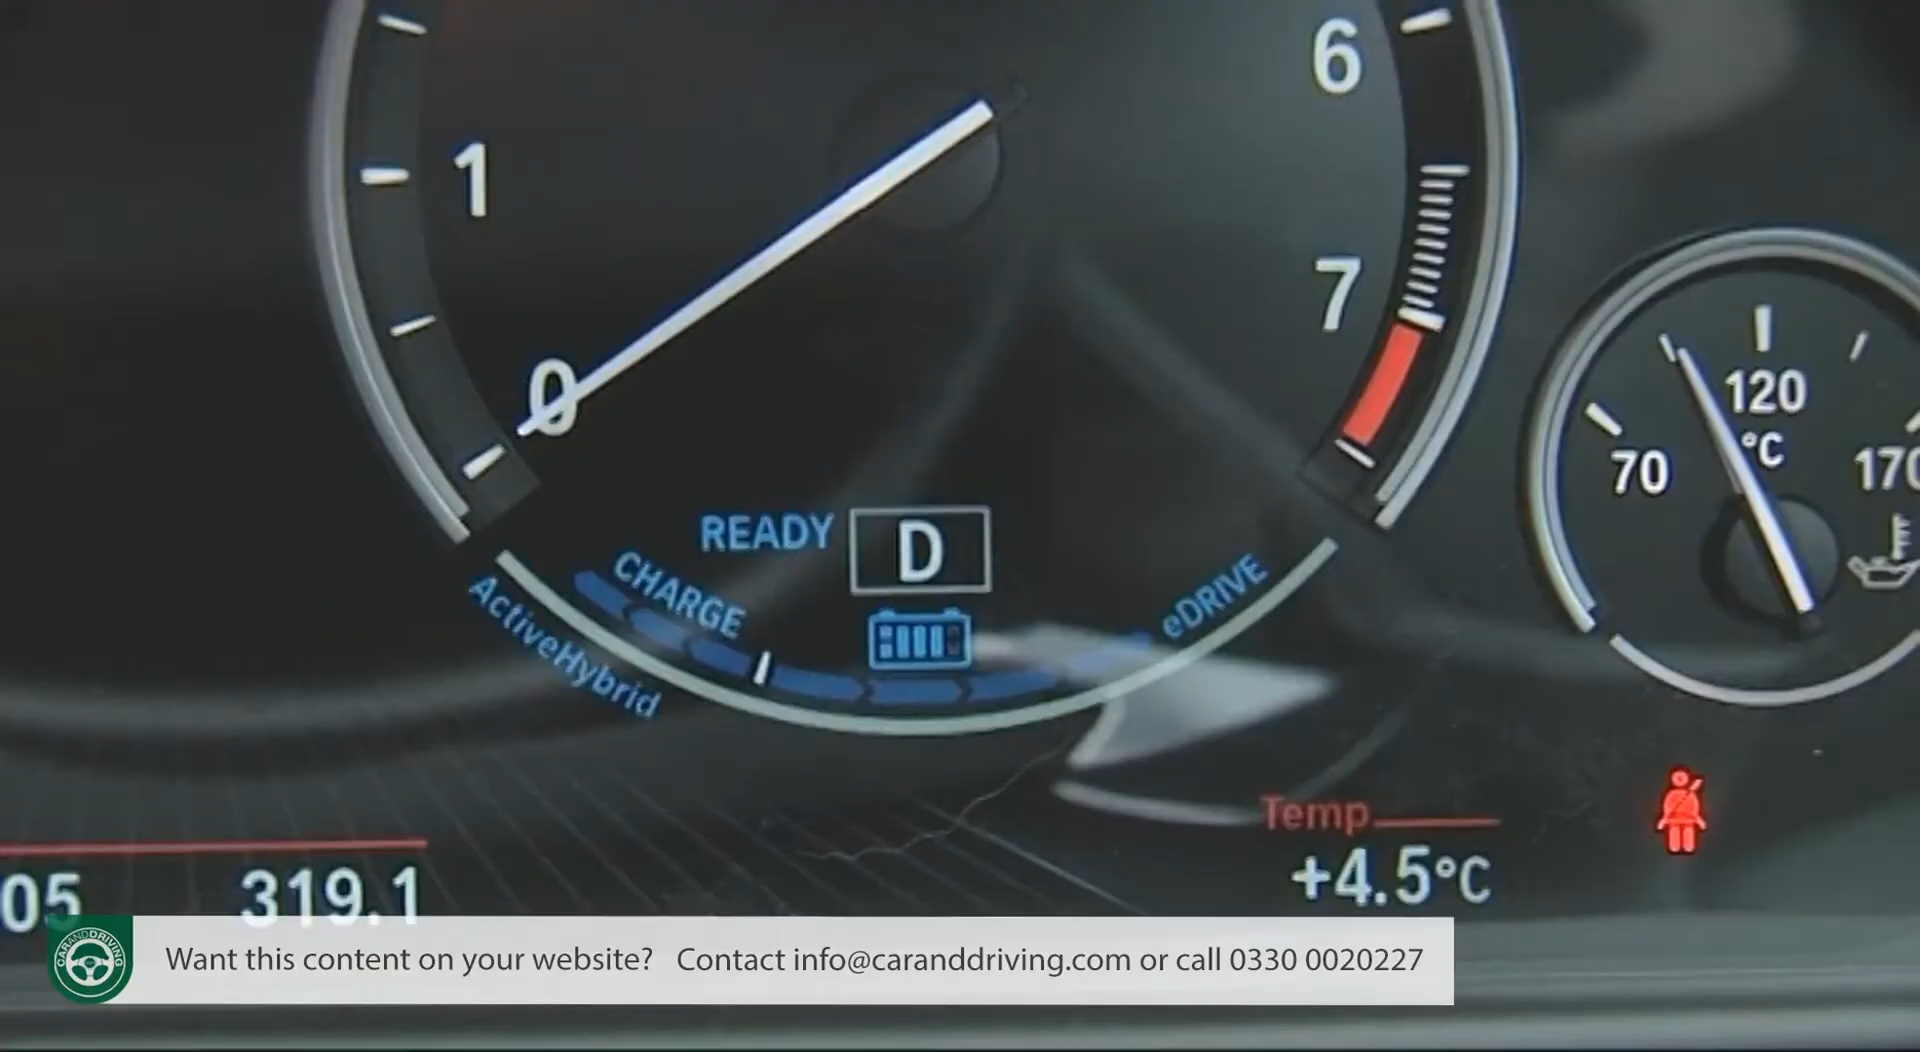 6
1
7
0
120
°C
70
170
READY
D
CHARGE
eDRIVE
ActiveHybrid
Temp
+4.5°C
05
319.1
CARANDDRIVING
Want this content on your website? Contact info@caranddriving.com or call 0330 0020227